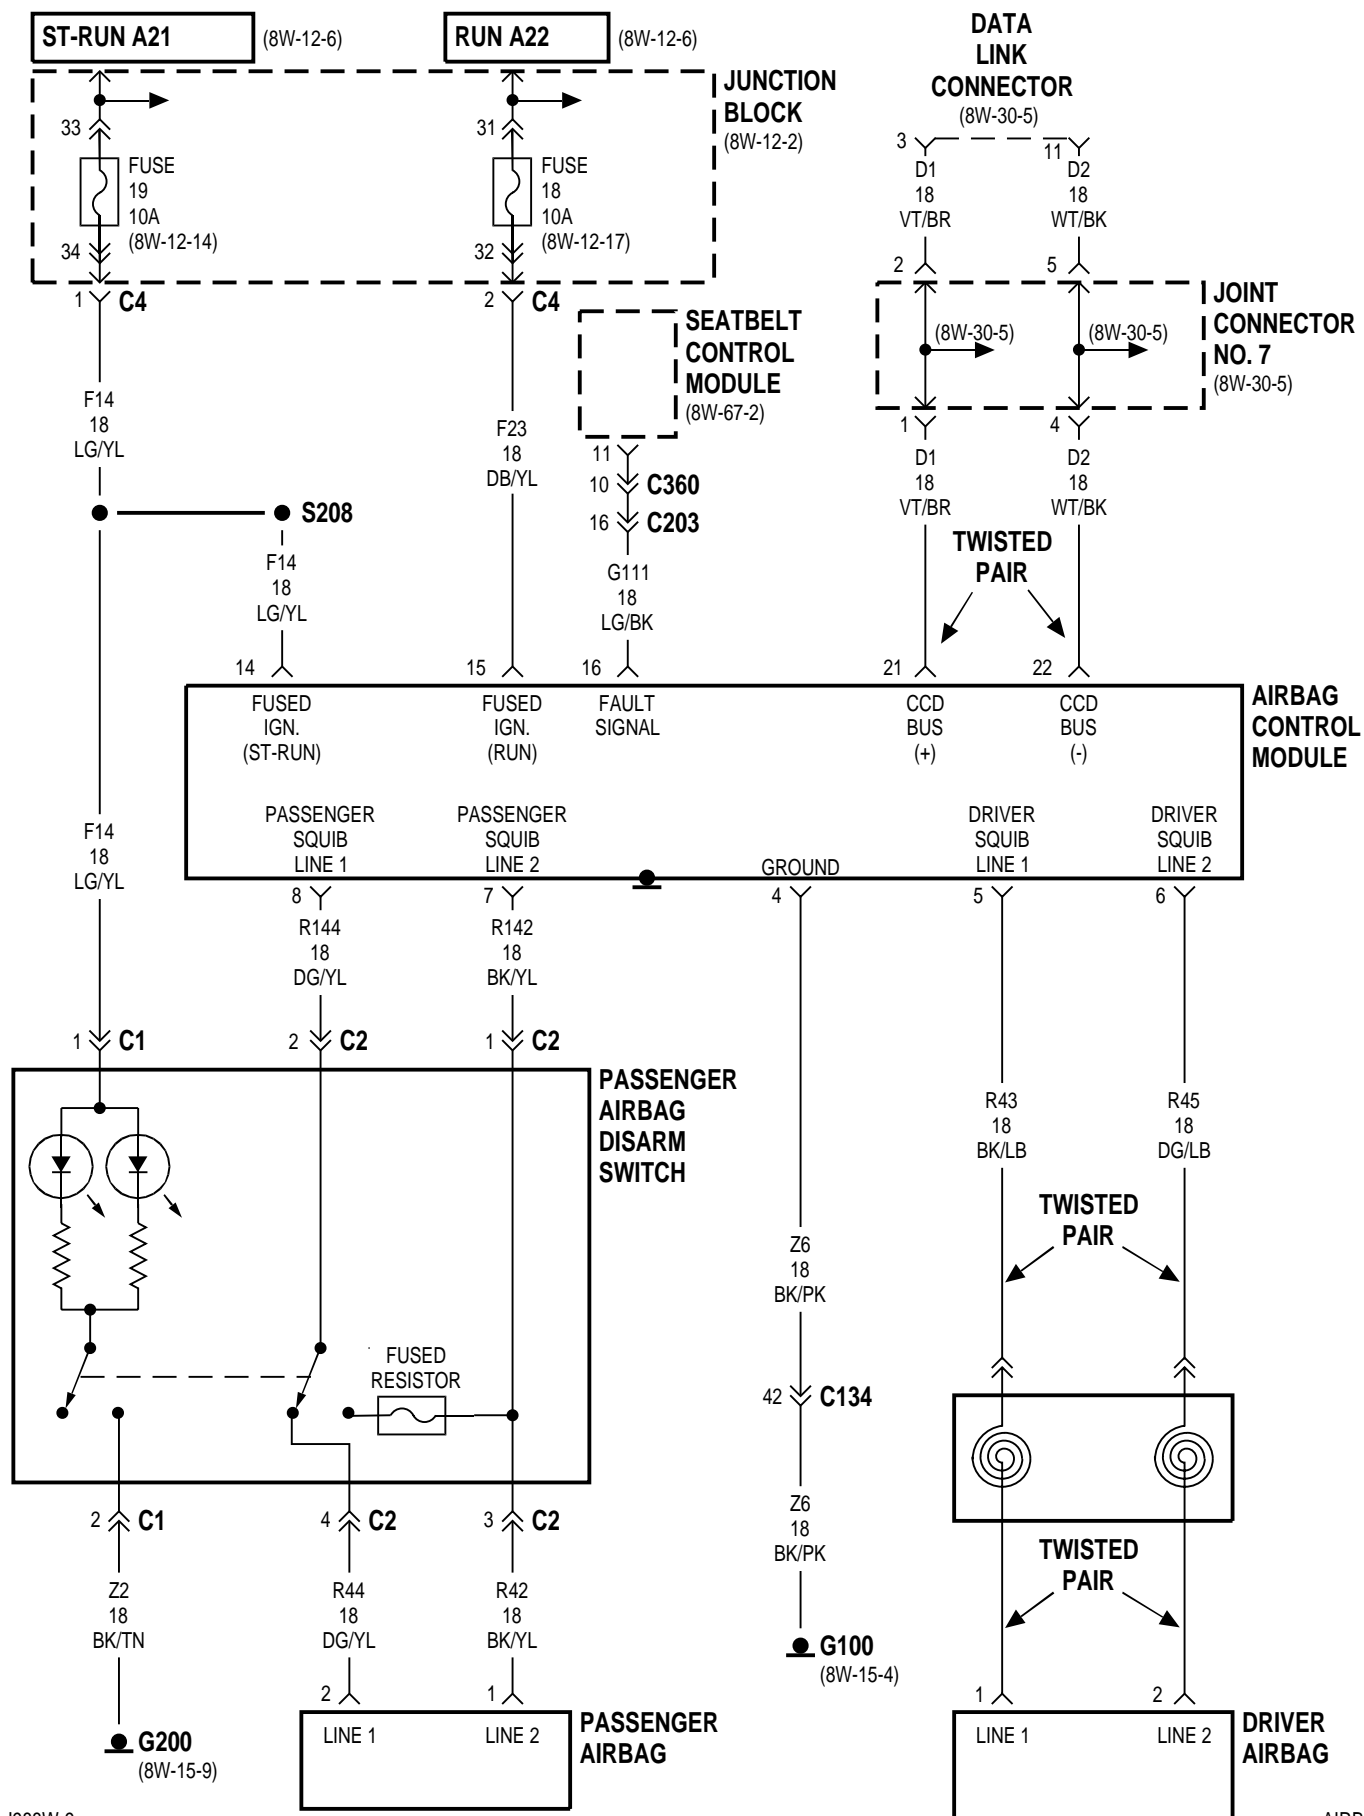 ST-RUN A21
(8W-12-6)
RUN A22
(8W-12-6)
DATA
LINK
CONNECTOR
(8W-30-5)
JUNCTION
BLOCK
(8W-12-2)
33
FUSE
19
10A
(8W-12-14)
34
1
C4
31
FUSE
18
10A
(8W-12-17)
32
2
C4
3
D1
18
VT/BR
2
11
D2
18
WT/BK
5
SEATBELT
CONTROL
MODULE
(8W-67-2)
(8W-30-5)
(8W-30-5)
JOINT
CONNECTOR
NO. 7
(8W-30-5)
F14
18
LG/YL
F23
18
DB/YL
11
10
C360
16
C203
1
D1
18
VT/BR
4
D2
18
WT/BK
S208
F14
18
LG/YL
G111
18
LG/BK
TWISTED
PAIR
14
15
16
21
22
FUSED
IGN.
(ST-RUN)
FUSED
IGN.
(RUN)
FAULT
SIGNAL
CCD
BUS
(+)
CCD
BUS
(-)
AIRBAG
CONTROL
MODULE
PASSENGER
SQUIB
LINE 1
PASSENGER
SQUIB
LINE 2
GROUND
DRIVER
SQUIB
LINE 1
DRIVER
SQUIB
LINE 2
F14
18
LG/YL
8
7
4
5
6
R144
18
DG/YL
R142
18
BK/YL
1
C1
2
C2
1
C2
PASSENGER
AIRBAG
DISARM
SWITCH
R43
18
BK/LB
R45
18
DG/LB
TWISTED
PAIR
Z6
18
BK/PK
FUSED
RESISTOR
42
C134
2
C1
4
C2
3
C2
Z6
18
BK/PK
TWISTED
PAIR
Z2
18
BK/TN
R44
18
DG/YL
R42
18
BK/YL
G100
(8W-15-4)
2
1
1
2
G200
(8W-15-9)
LINE 1
LINE 2
PASSENGER
AIRBAG
LINE 1
LINE 2
DRIVER
AIRBAG